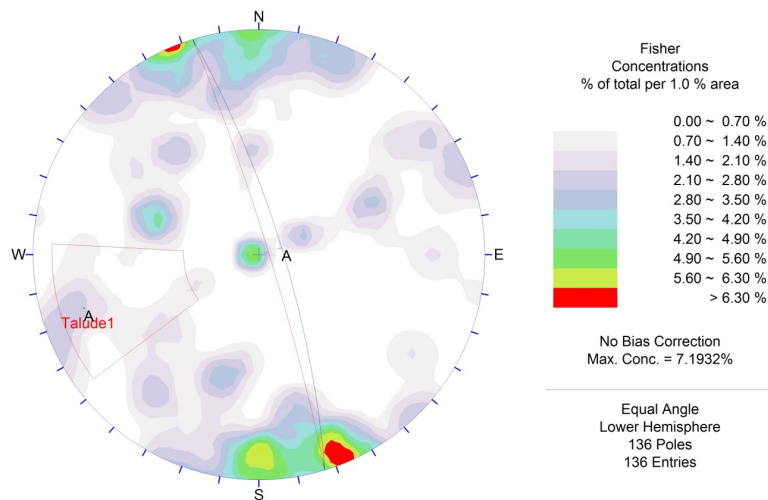 N
W
E
S
A
A
Talude1
Fisher
Concentrations
% of total per 1.0 % area
0.00 ~ 0.70 %
0.70 ~ 1.40 %
1.40 ~ 2.10 %
2.10 ~ 2.80 %
2.80 ~ 3.50 %
3.50 ~ 4.20 %
4.20 ~ 4.90 %
4.90 ~ 5.60 %
5.60 ~ 6.30 %
> 6.30 %
No Bias Correction
Max. Conc. = 7.1932%
Equal Angle
Lower Hemisphere
136 Poles
136 Entries